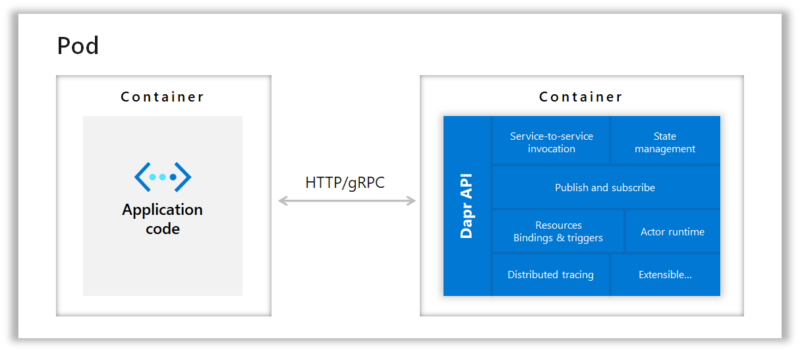 Pod
Container
Application
code
HTTP/gRPC
Container
Dapr API
Service-to-service
invocation
State
management
Publish and subscribe
Resources
Bindings & triggers
Actor runtime
Distributed tracing
Extensible...